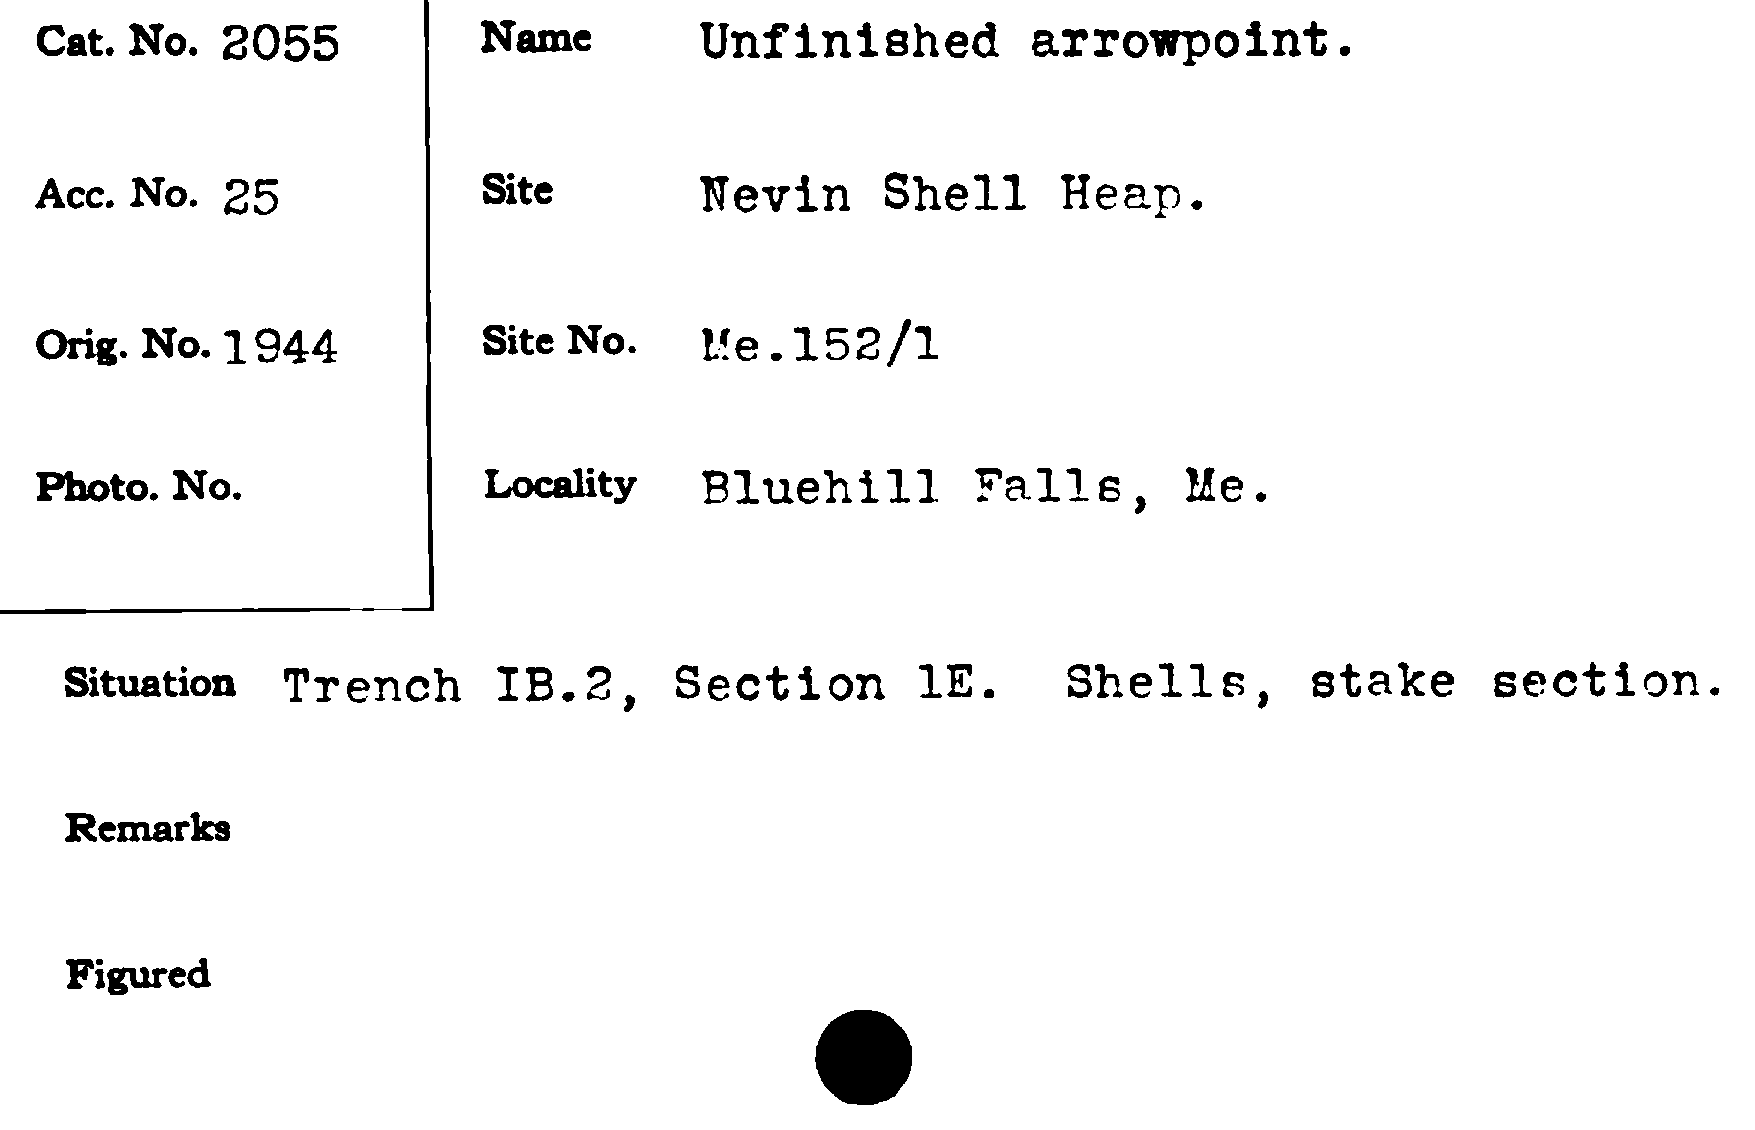 Cat. No. 2055
Acc. No. 25
Orig. No. 1944
Photo. No.
Name Unfinished arrowpoint.
Site Nevin Shell Heap.
Site No. Me.152/1
Locality Bluehill Falls, Me.
Situation Trench IB.2, Section 1E. Shells, stake section.
Remarks
Figured